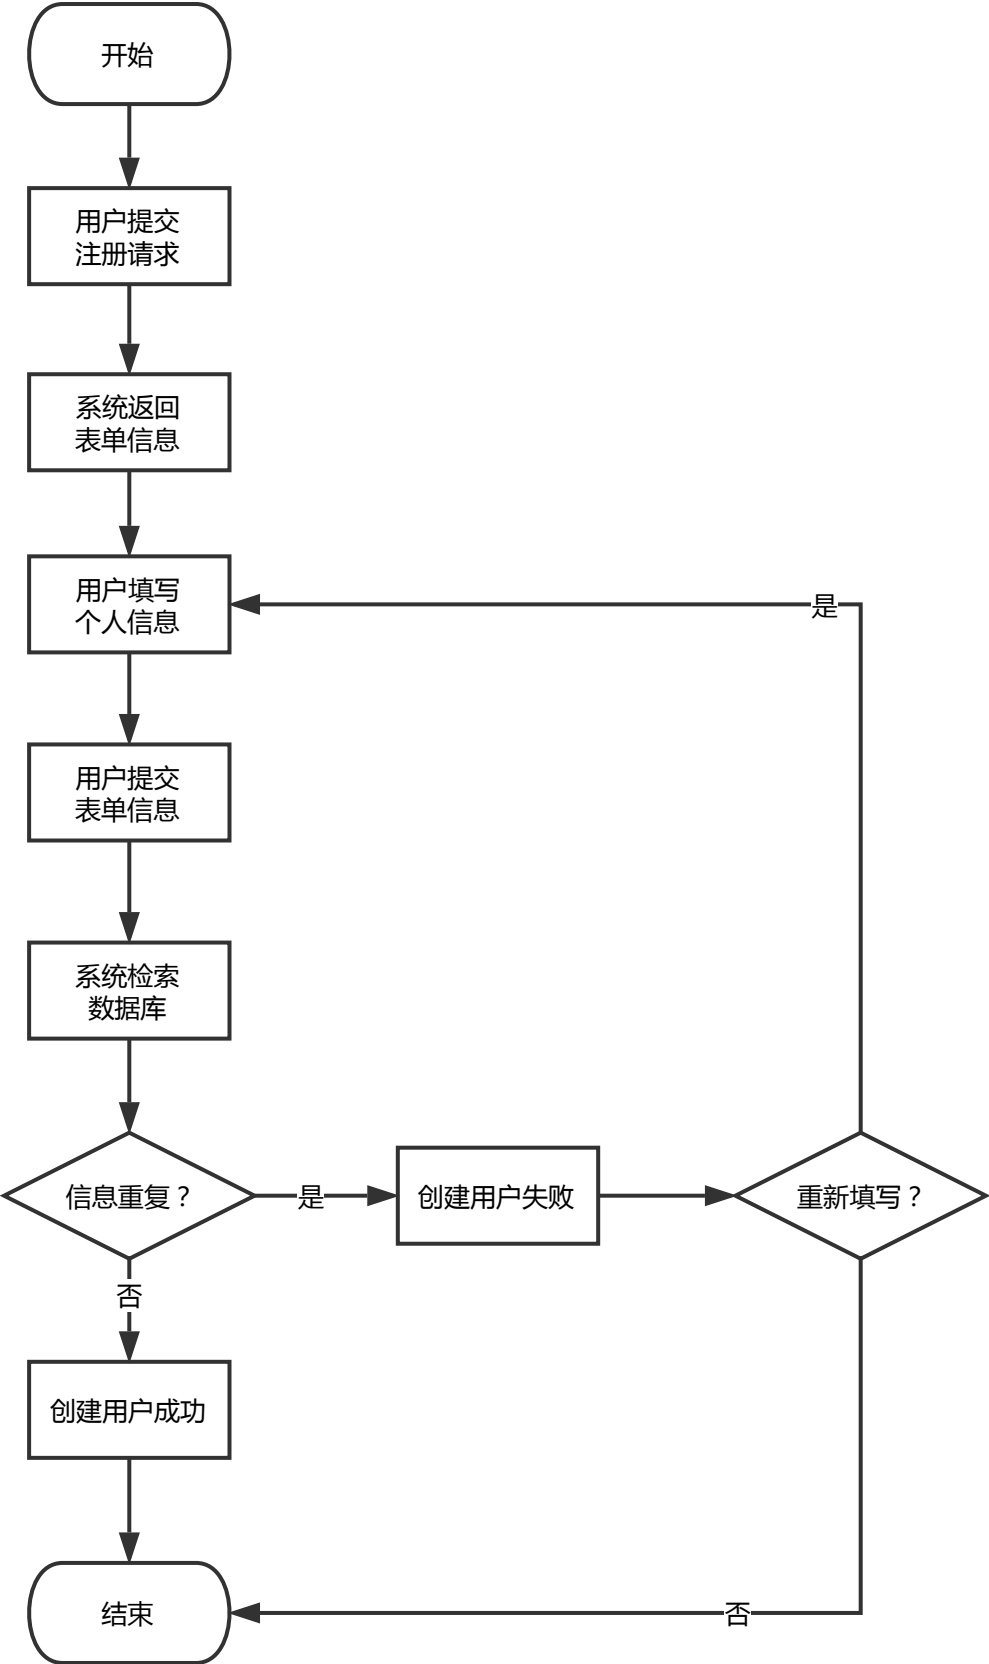 开始
用户提交
注册请求
系统返回
表单信息
用户填写
个人信息
是
用户提交
表单信息
系统检索
数据库
信息重复？
是
创建用户失败
重新填写？
否
创建用户成功
结束
否